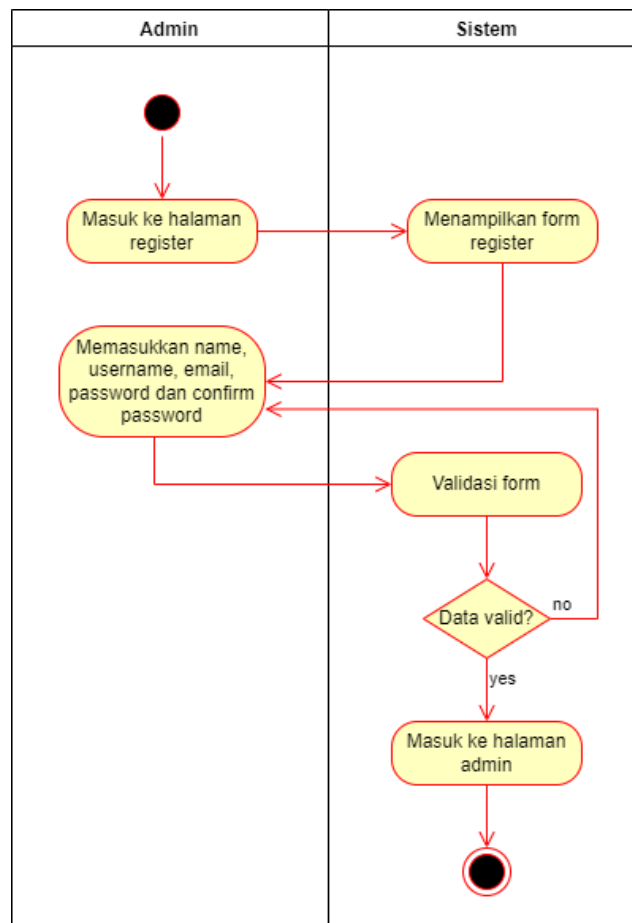 Admin
Sistem
Masuk ke halaman
register
Menampilkan form
register
Memasukkan name,
username, email,
password dan confirm
password
Validasi form
Data valid?
no
yes
Masuk ke halaman
admin